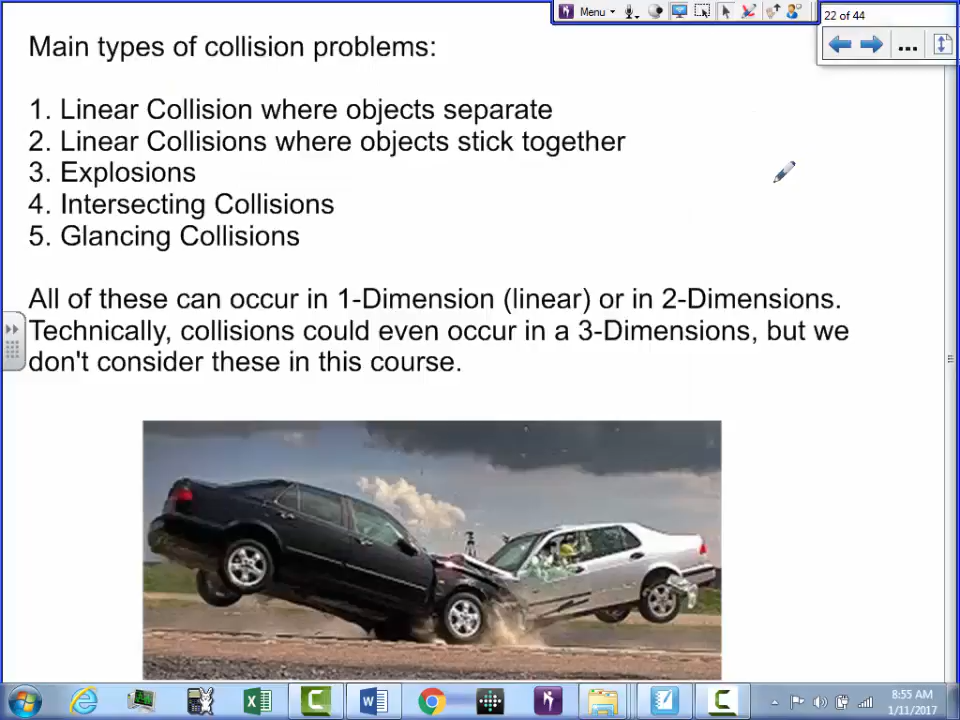 Menu
22 of 44
Main types of collision problems:
1. Linear Collision where objects separate
2. Linear Collisions where objects stick together
3. Explosions
4. Intersecting Collisions
5. Glancing Collisions
All of these can occur in 1-Dimension (linear) or in 2-Dimensions.
Technically, collisions could even occur in a 3-Dimensions, but we
don't consider these in this course.
8:55 AM
1/11/2017